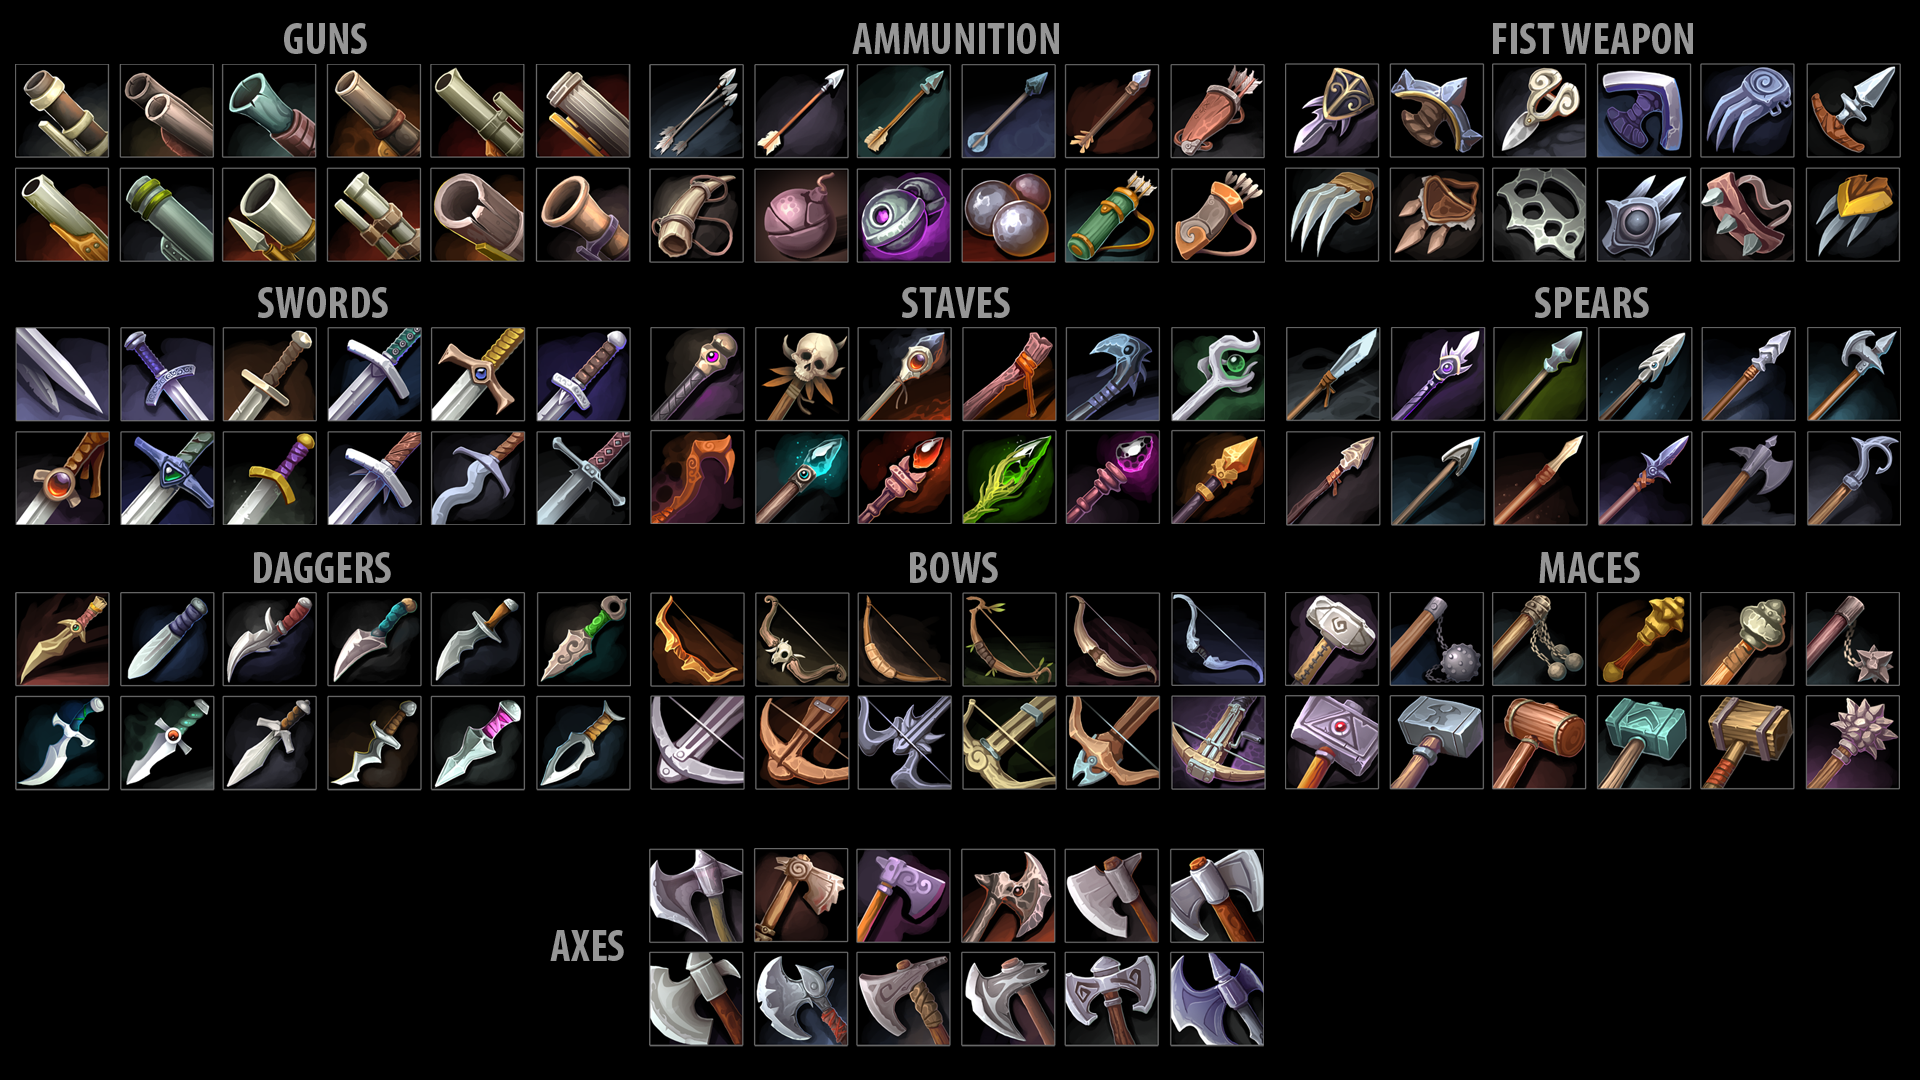 GUNS
AMMUNITION
FIST WEAPON
SWORDS
STAVES
SPEARS
DAGGERS
BOWS
MACES
AXES